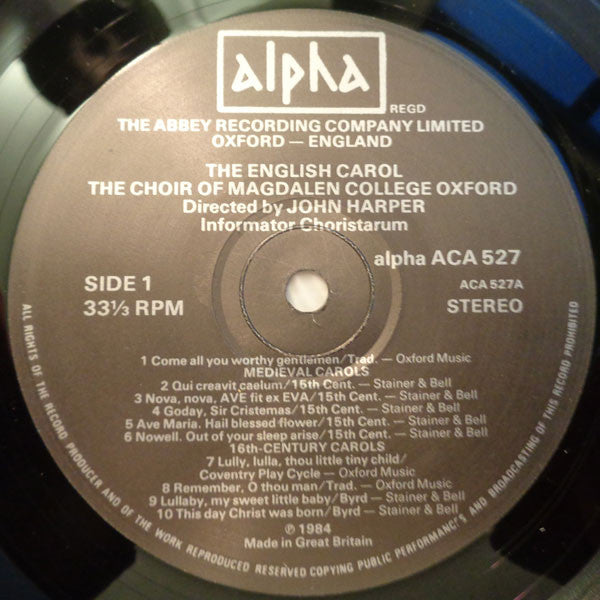 alpha
REGD
THE ABBEY RECORDING COMPANY LIMITED
OXFORD — ENGLAND
THE ENGLISH CAROL
THE CHOIR OF MAGDALEN COLLEGE OXFORD
Directed by JOHN HARPER
Informator Choristarum
alpha ACA 527
SIDE 1
ACA 527A
33⅓ RPM
STEREO
1 Come all you worthy gentlemen/Trad. — Oxford Music
MEDIEVAL CAROLS
2 Qui creavit caelum/15th Cent. — Stainer & Bell
3 Nova, nova, AVE fit ex EVA/15th Cent. — Stainer & Bell
4 Goday, Sir Cristemas/15th Cent. — Stainer & Bell
5 Ave Maria. Hail blessed flower/15th Cent. — Stainer & Bell
6 Nowell. Out of your sleep arise/15th Cent. — Stainer & Bell
16th-CENTURY CAROLS
7 Lully, lulla, thou little tiny child/
Coventry Play Cycle — Oxford Music
8 Remember, O thou man/Trad. — Oxford Music
9 Lullaby, my sweet little baby/Byrd — Stainer & Bell
10 This day Christ was born/Byrd — Stainer & Bell
℗ 1984
Made in Great Britain
ALL RIGHTS OF THE RECORD PRODUCER AND OF THE WORK REPRODUCED RESERVED COPYING PUBLIC PERFORMANCES AND BROADCASTING OF THIS RECORD PROHIBITED